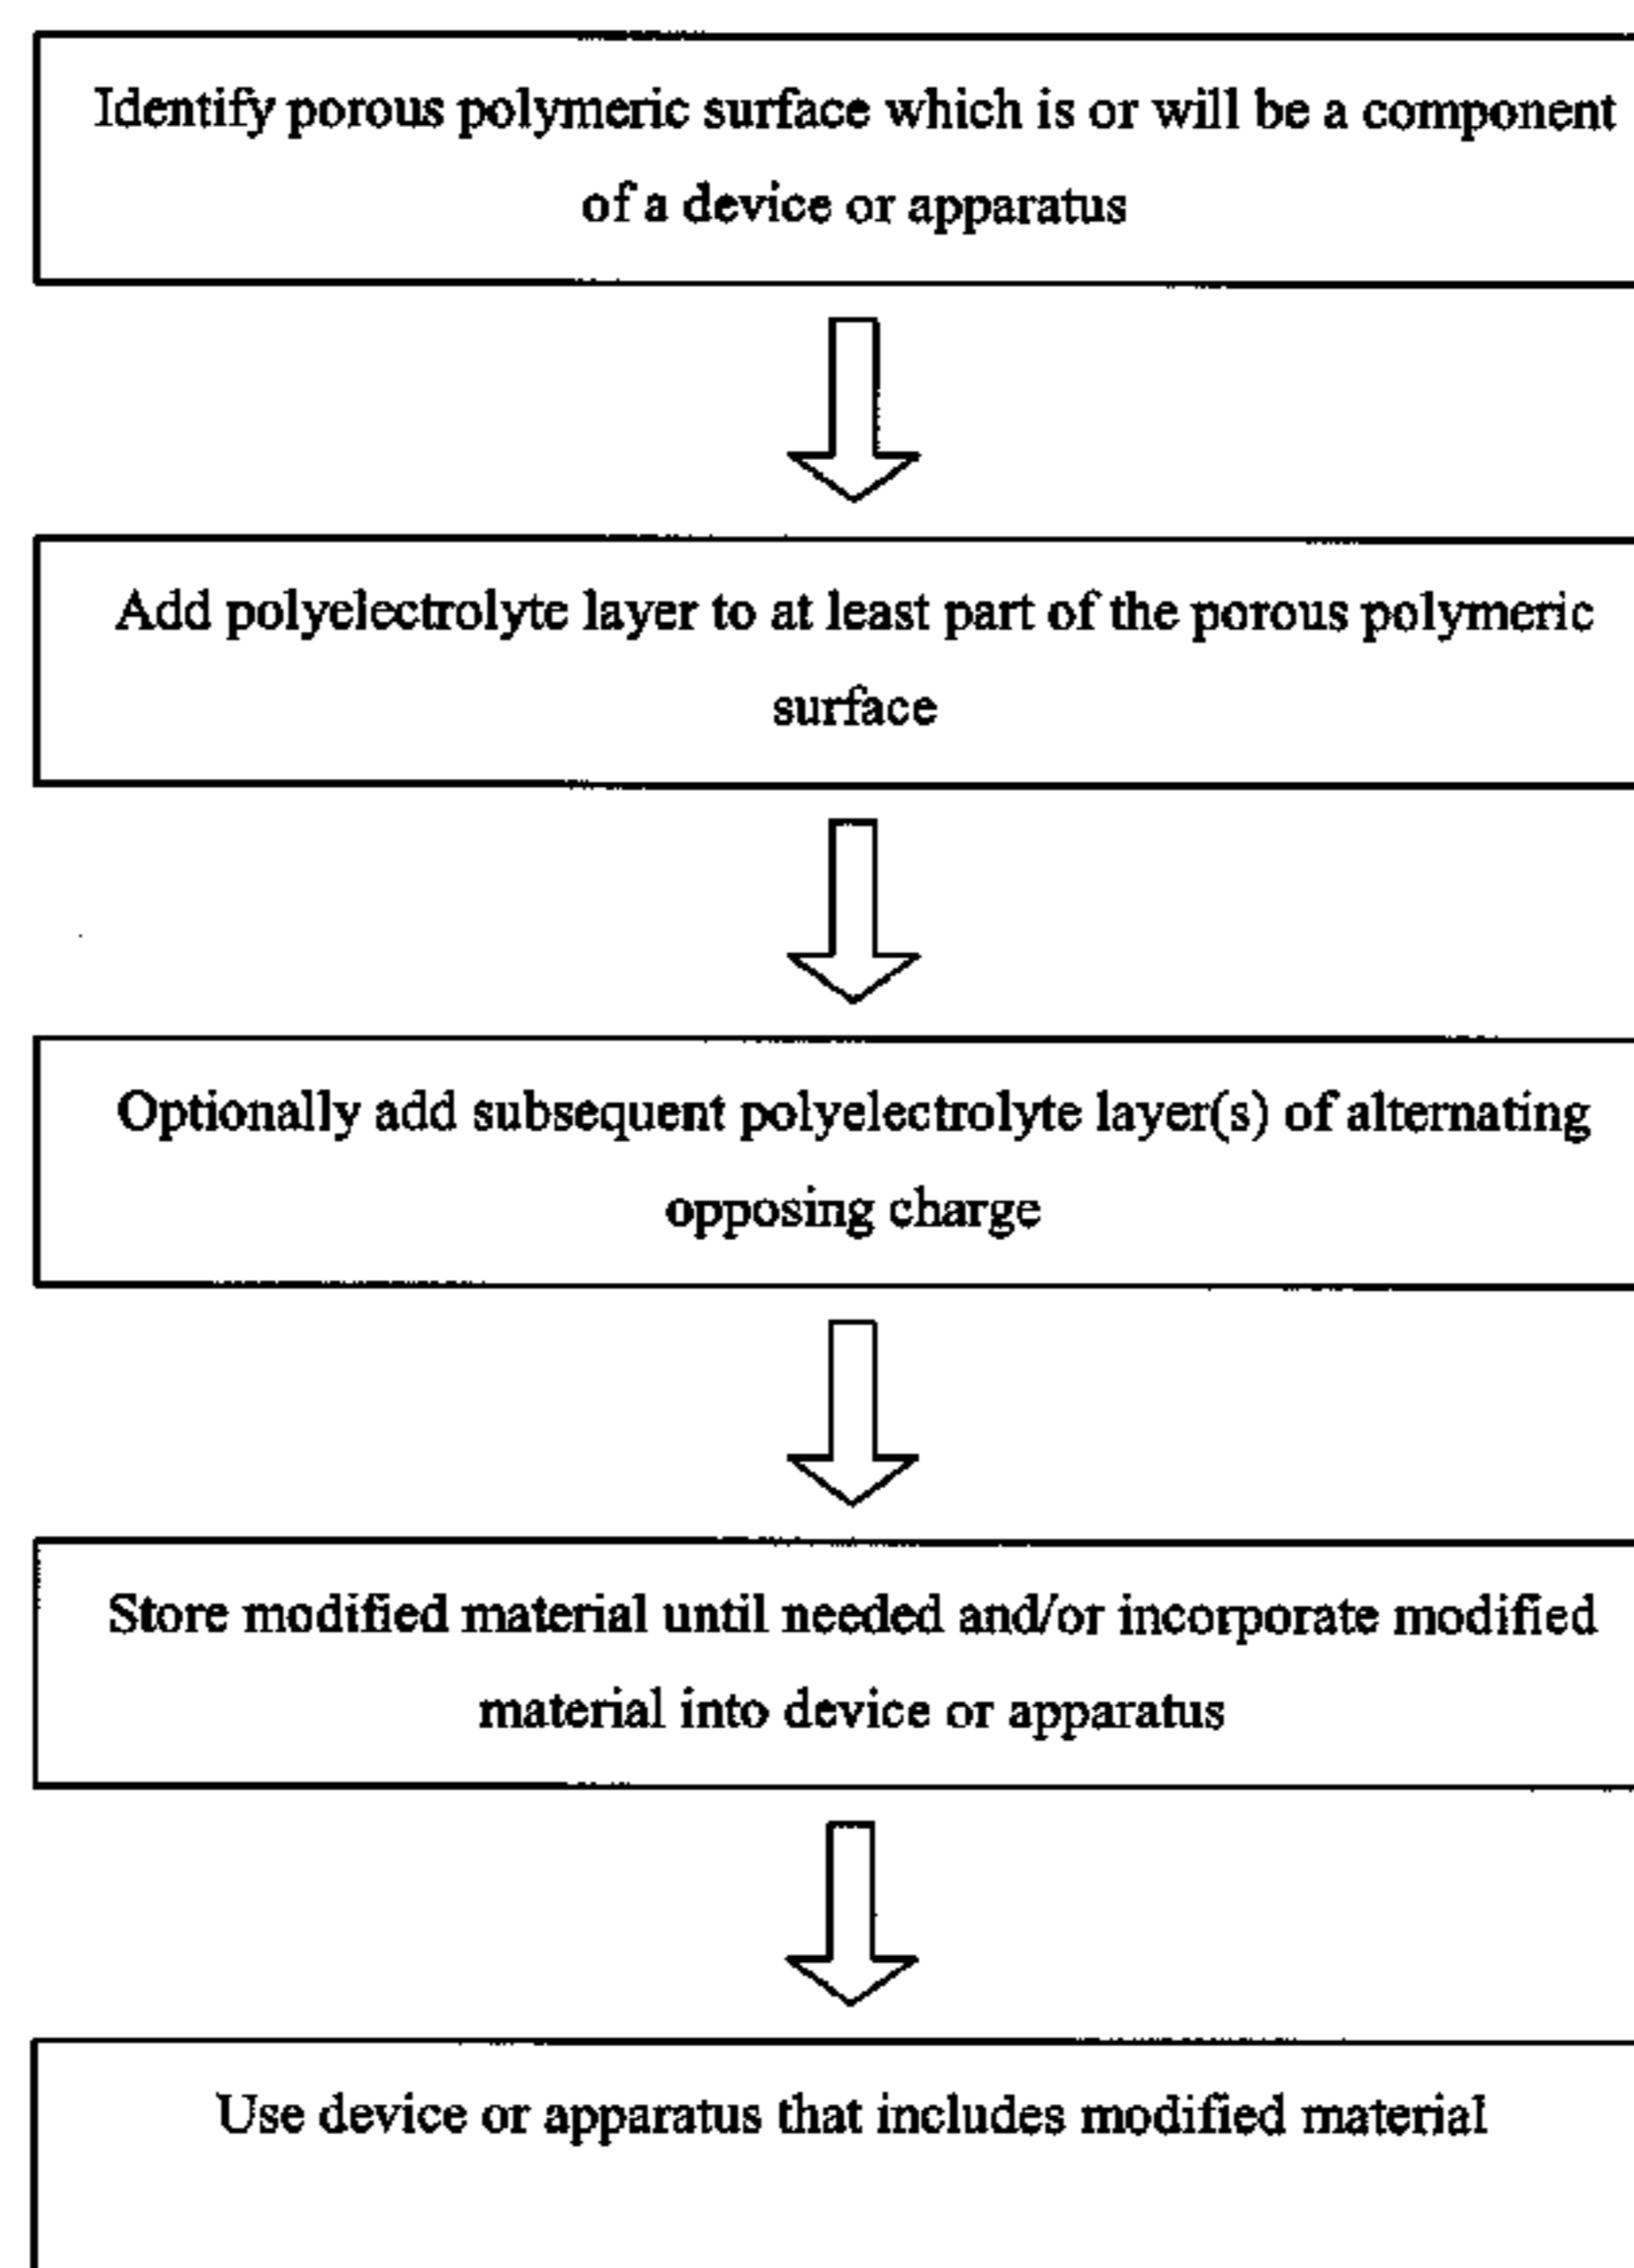 Identify porous polymeric surface which is or will be a component
of a device or apparatus
Add polyelectrolyte layer to at least part of the porous polymeric
surface
Optionally add subsequent polyelectrolyte layer(s) of alternating
opposing charge
Store modified material until needed and/or incorporate modified
material into device or apparatus
Use device or apparatus that includes modified material